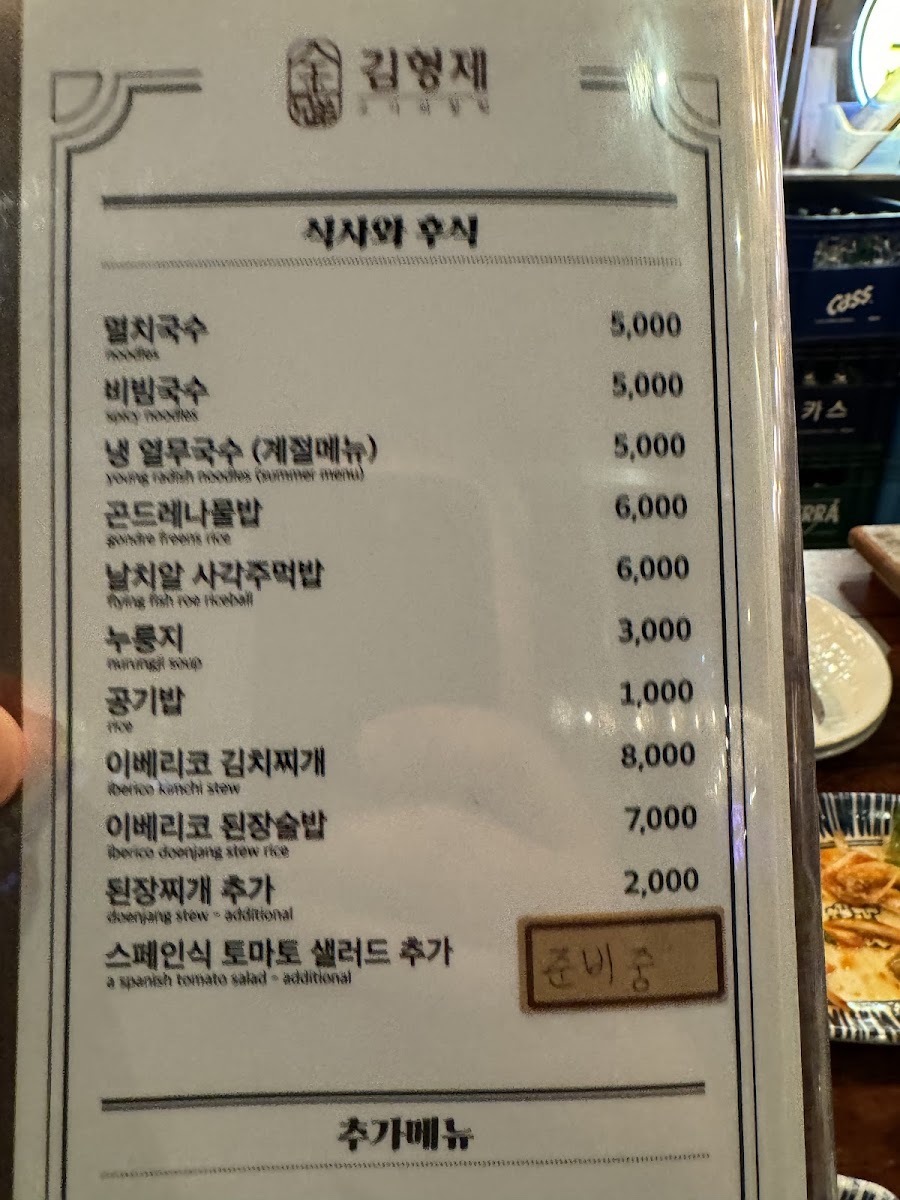 김형제
식사와 후식
멸치국수 5,000
noodles
비빔국수 5,000
spicy noodles
냉 열무국수 (계절메뉴) 5,000
young radish noodles (summer menu)
곤드레나물밥 6,000
gondre freens rice
날치알 사각주먹밥 6,000
flying fish roe riceball
누룽지 3,000
nurungji soup
공기밥 1,000
rice
이베리코 김치찌개 8,000
iberico kimchi stew
이베리코 된장술밥 7,000
iberico doenjang stew rice
된장찌개 추가 2,000
doenjang stew - additional
스페인식 토마토 샐러드 추가 준비중
a spanish tomato salad - additional
추가메뉴
Cass
카스